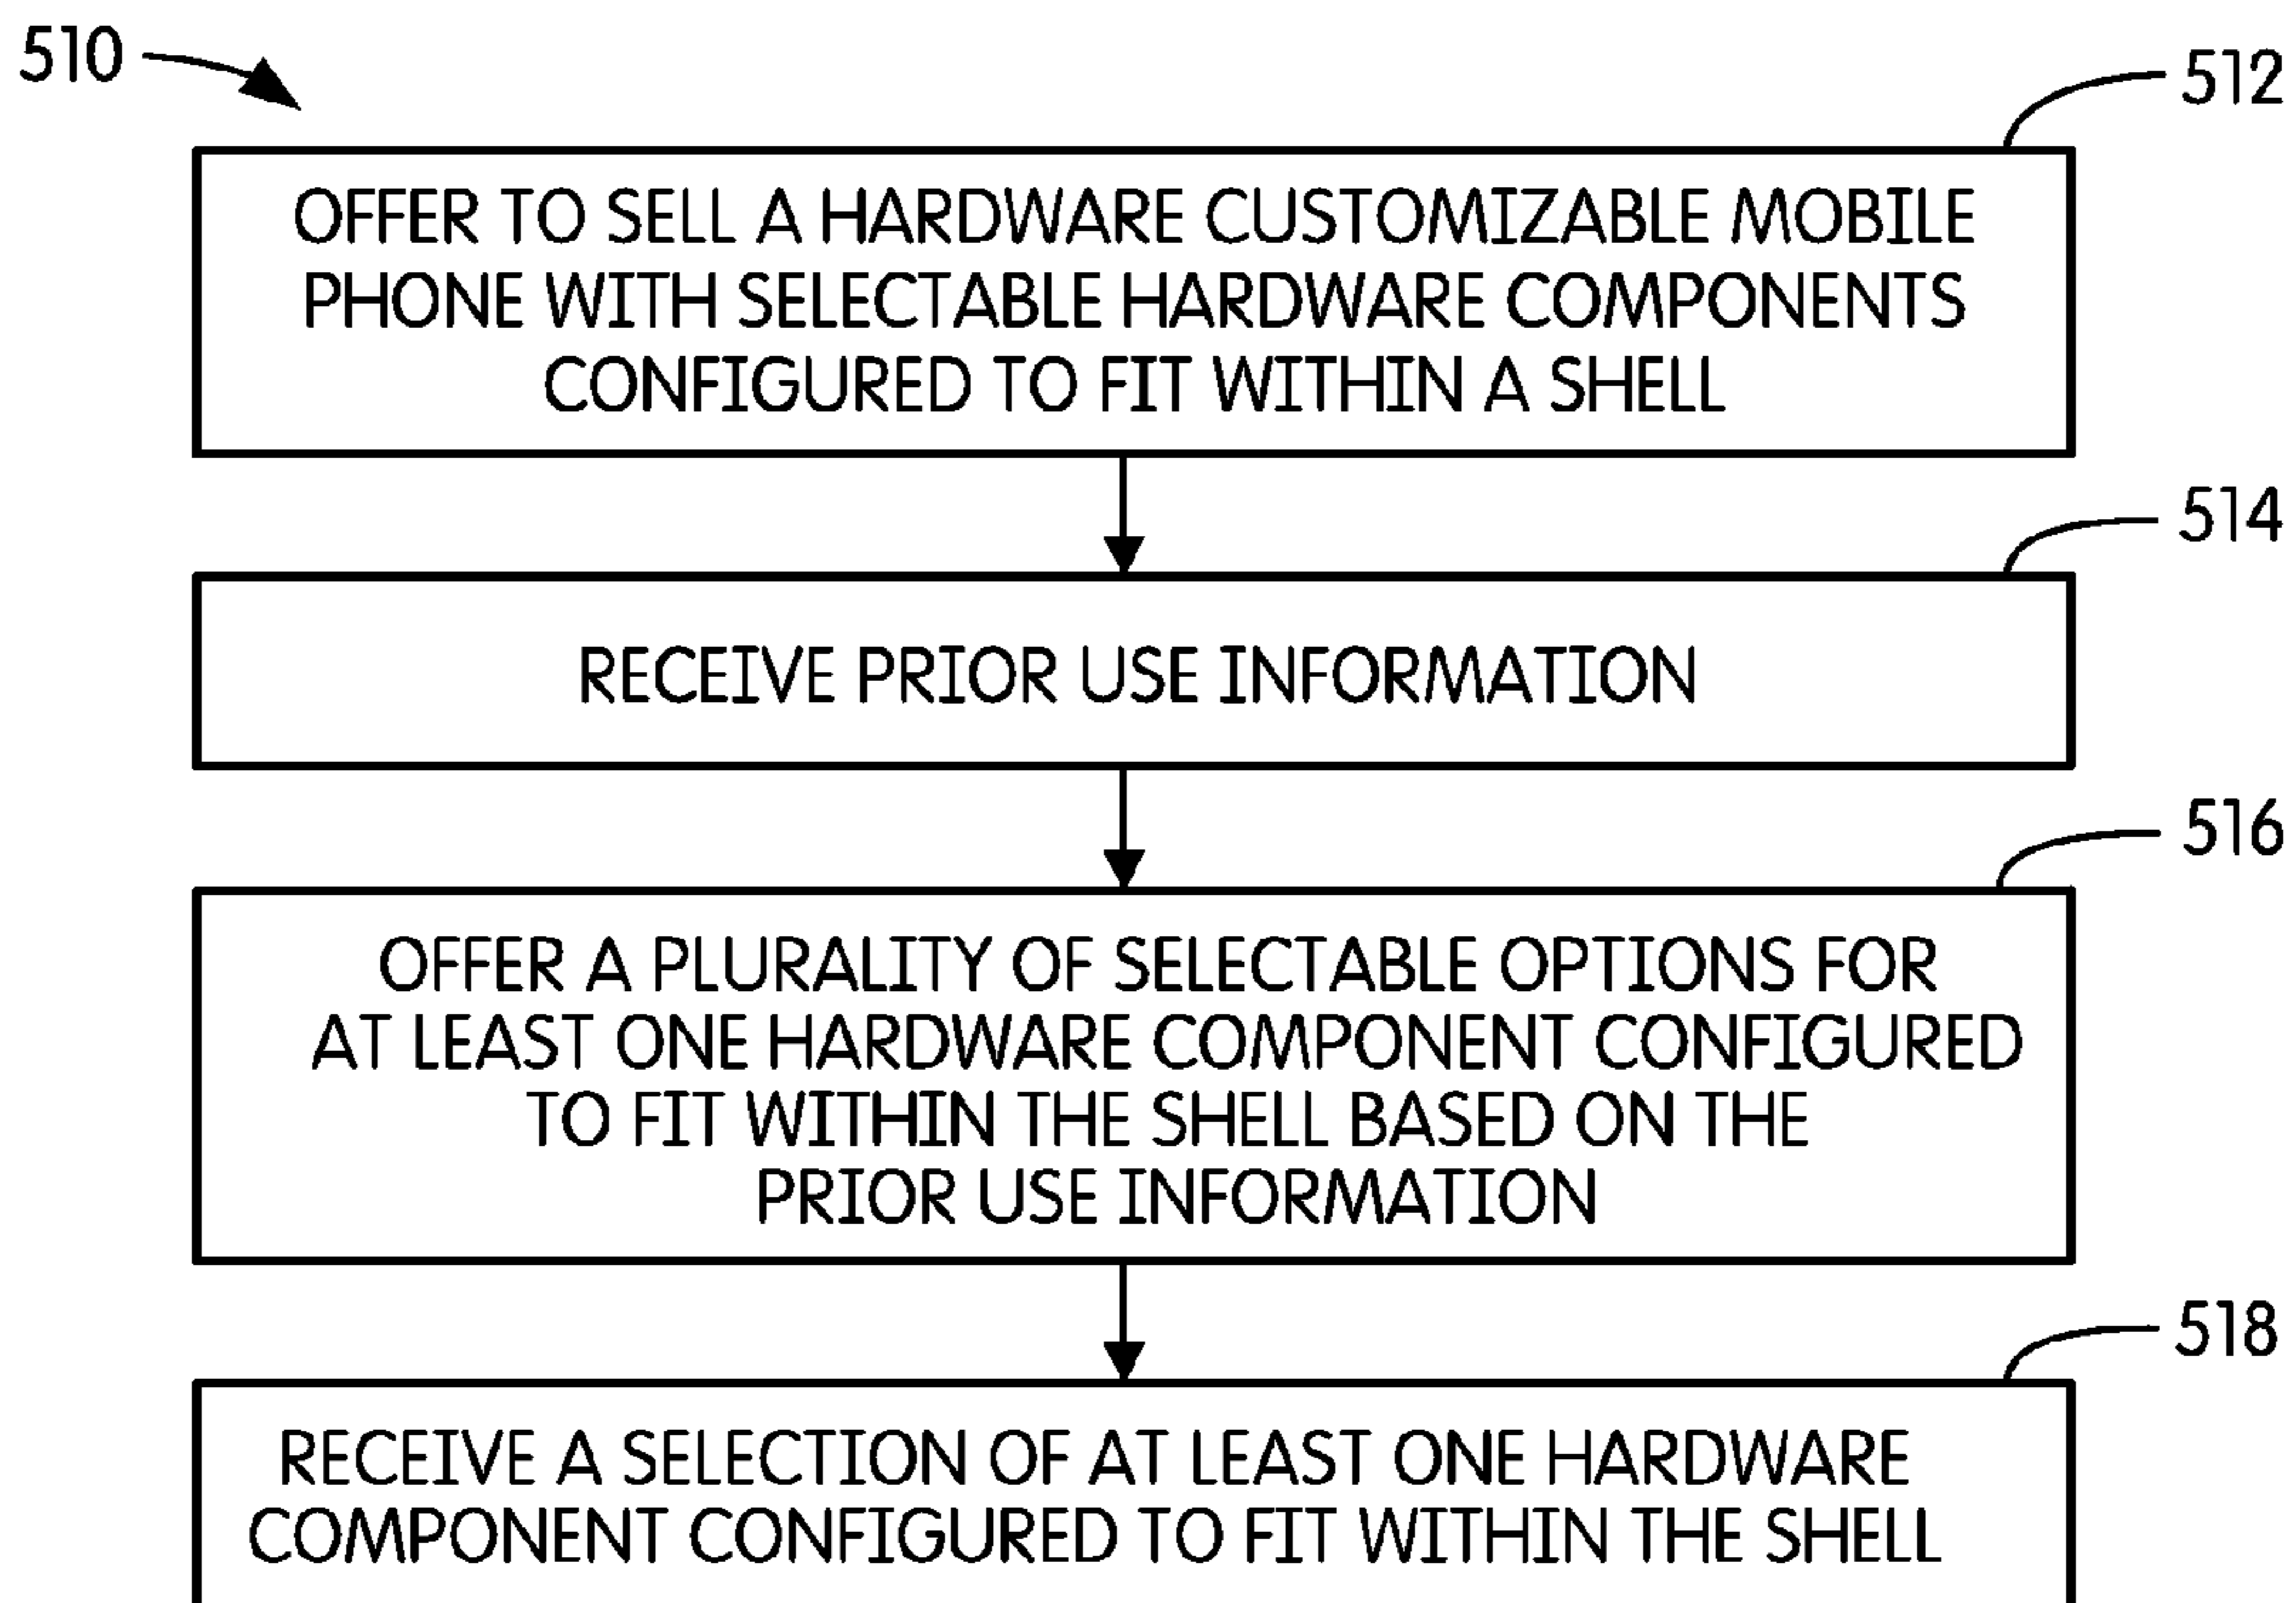 510
512
OFFER TO SELL A HARDWARE CUSTOMIZABLE MOBILE
PHONE WITH SELECTABLE HARDWARE COMPONENTS
CONFIGURED TO FIT WITHIN A SHELL
514
RECEIVE PRIOR USE INFORMATION
516
OFFER A PLURALITY OF SELECTABLE OPTIONS FOR
AT LEAST ONE HARDWARE COMPONENT CONFIGURED
TO FIT WITHIN THE SHELL BASED ON THE
PRIOR USE INFORMATION
518
RECEIVE A SELECTION OF AT LEAST ONE HARDWARE
COMPONENT CONFIGURED TO FIT WITHIN THE SHELL